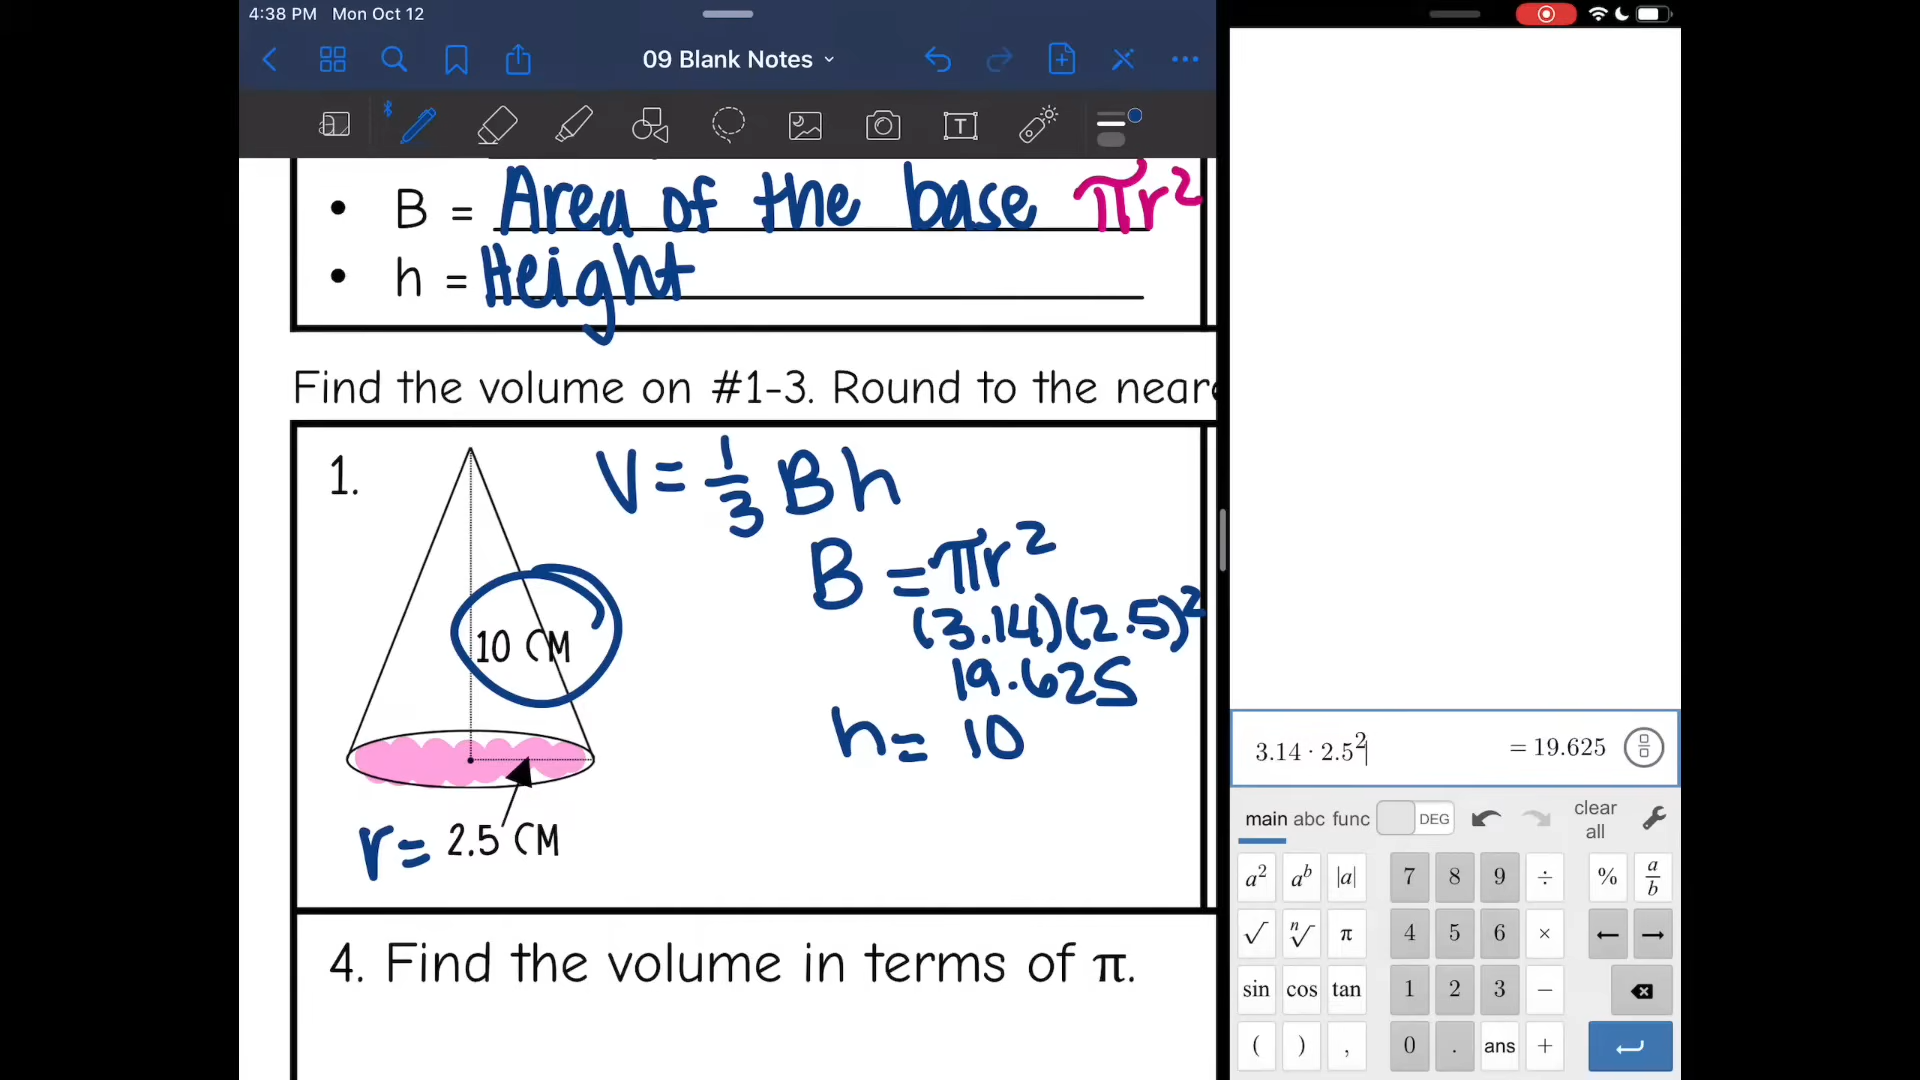 4:38 PM Mon Oct 12
09 Blank Notes
• B = Area of the base πr²
• h = Height
Find the volume on #1-3. Round to the
1.
V = 1/3 Bh
B = πr²
(3.14)(2.5)²
19.625
h = 10
10 CM
r = 2.5 CM
4. Find the volume in terms of π.
3.14 · 2.5² = 19.625
main abc func DEG clear all
a² aᵇ |a| 7 8 9 ÷ % a/b
√ ⁿ√ π 4 5 6 × ← →
sin cos tan 1 2 3 −
( ) , 0 . ans +